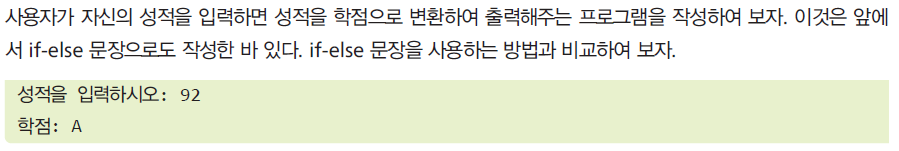 사용자가 자신의 성적을 입력하면 성적을 학점으로 변환하여 출력해주는 프로그램을 작성하여 보자. 이것은 앞에
서 if-else 문장으로도 작성한 바 있다. if-else 문장을 사용하는 방법과 비교하여 보자.
성적을 입력하시오: 92
학점: A